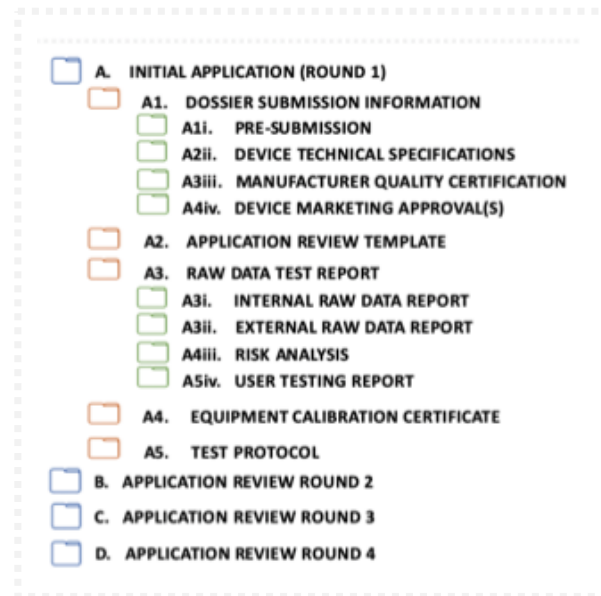 A. INITIAL APPLICATION (ROUND 1)
A1. DOSSIER SUBMISSION INFORMATION
A1i. PRE-SUBMISSION
A2ii. DEVICE TECHNICAL SPECIFICATIONS
A3iii. MANUFACTURER QUALITY CERTIFICATION
A4iv. DEVICE MARKETING APPROVAL(S)
A2. APPLICATION REVIEW TEMPLATE
A3. RAW DATA TEST REPORT
A3i. INTERNAL RAW DATA REPORT
A3ii. EXTERNAL RAW DATA REPORT
A4iii. RISK ANALYSIS
A5iv. USER TESTING REPORT
A4. EQUIPMENT CALIBRATION CERTIFICATE
A5. TEST PROTOCOL
B. APPLICATION REVIEW ROUND 2
C. APPLICATION REVIEW ROUND 3
D. APPLICATION REVIEW ROUND 4